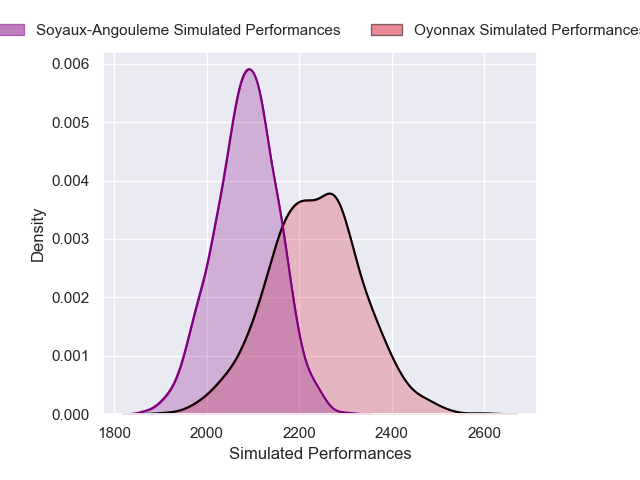 Soyaux-Angouleme Simulated Performances Oyonnax Simulated Performances
0.006
0.005
0.004
0.003
0.002
0.001
0.000
Density
1800 2000 2200 2400 2600
Simulated Performances